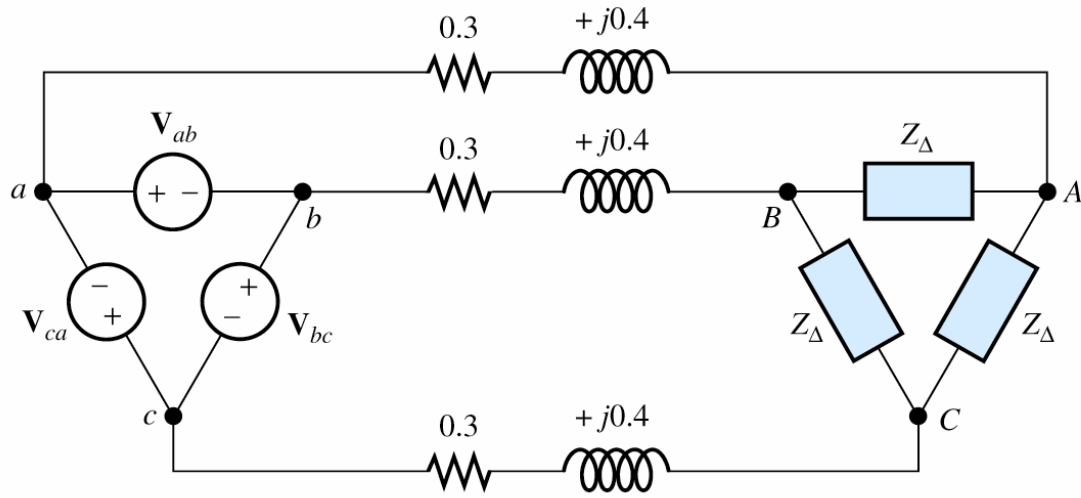 + j0.4
0.3
V_ab
+ j0.4
0.3
Z_Δ
a
+ −
b
B
A
− +
V_ca
+ −
V_bc
Z_Δ
Z_Δ
c
C
+ j0.4
0.3